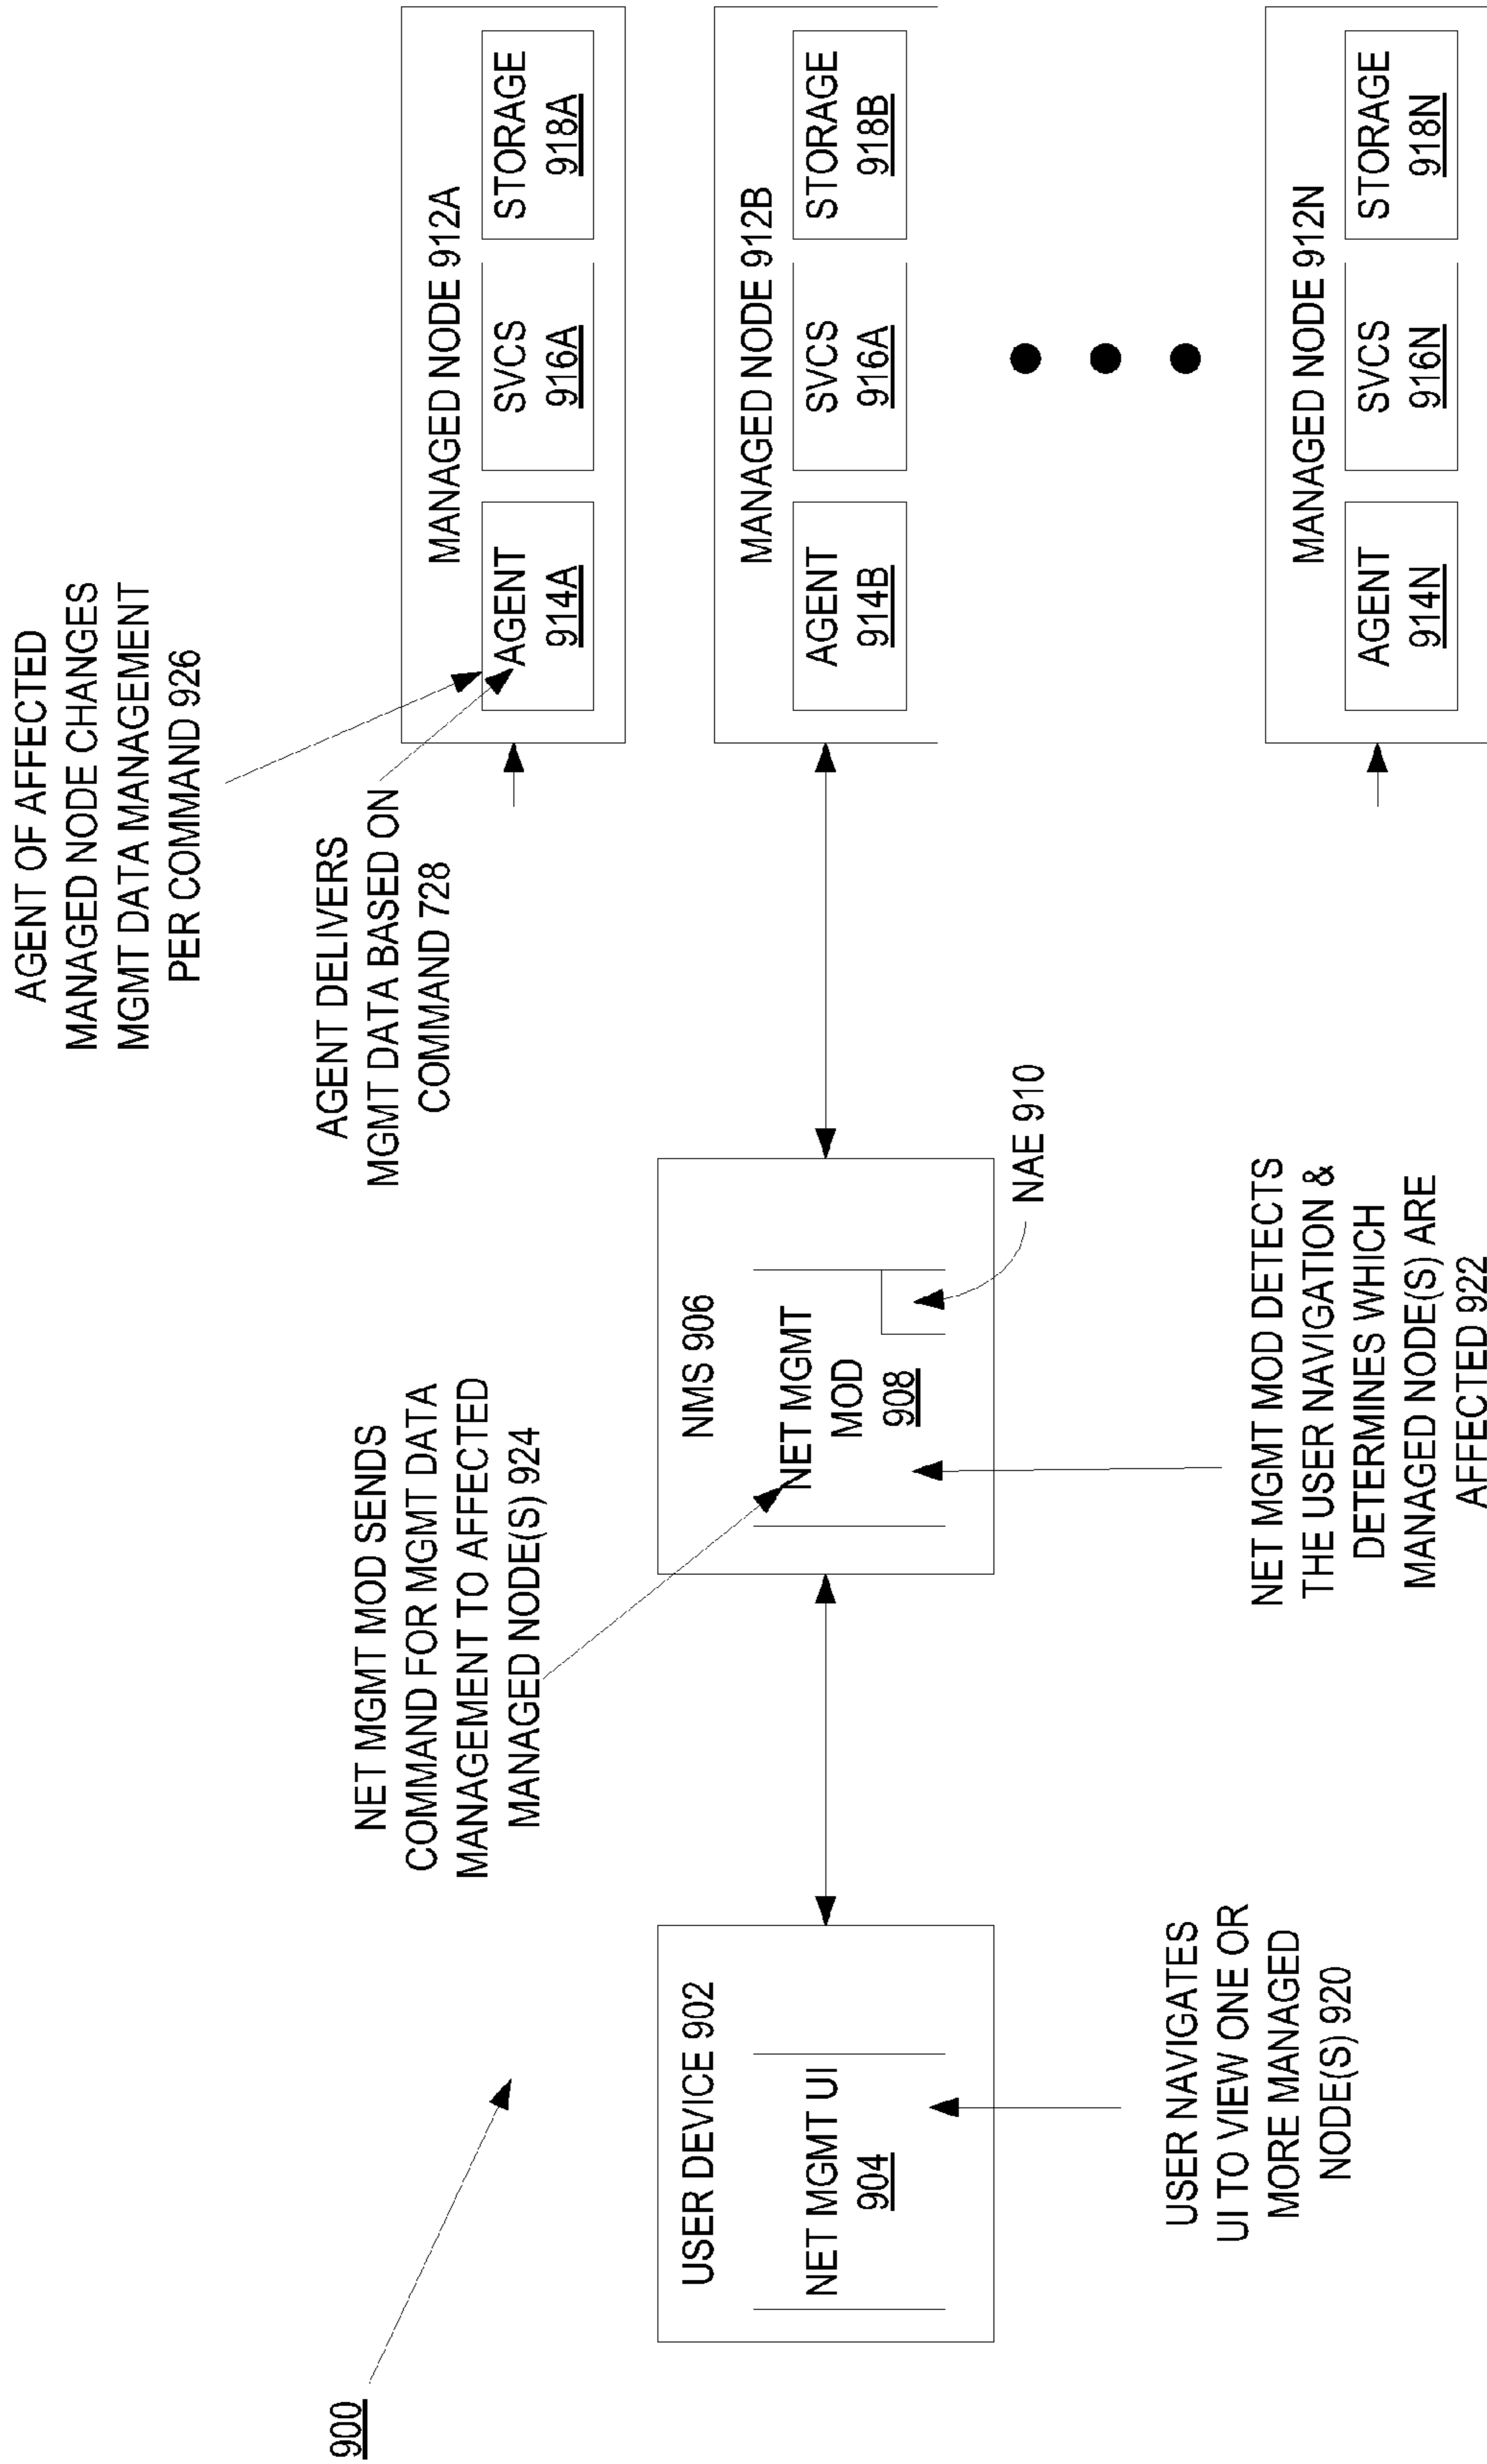 900
USER DEVICE 902
NET MGMT UI
904
USER NAVIGATES
UI TO VIEW ONE OR
MORE MANAGED
NODE(S) 920
NET MGMT MOD SENDS
COMMAND FOR MGMT DATA
MANAGEMENT TO AFFECTED
MANAGED NODE(S) 924
NMS 906
NET MGMT
MOD
908
NAE 910
NET MGMT MOD DETECTS
THE USER NAVIGATION &
DETERMINES WHICH
MANAGED NODE(S) ARE
AFFECTED 922
AGENT OF AFFECTED
MANAGED NODE CHANGES
MGMT DATA MANAGEMENT
PER COMMAND 926
AGENT DELIVERS
MGMT DATA BASED ON
COMMAND 728
MANAGED NODE 912A
AGENT
914A
SVCS
916A
STORAGE
918A
MANAGED NODE 912B
AGENT
914B
SVCS
916A
STORAGE
918B
MANAGED NODE 912N
AGENT
914N
SVCS
916N
STORAGE
918N